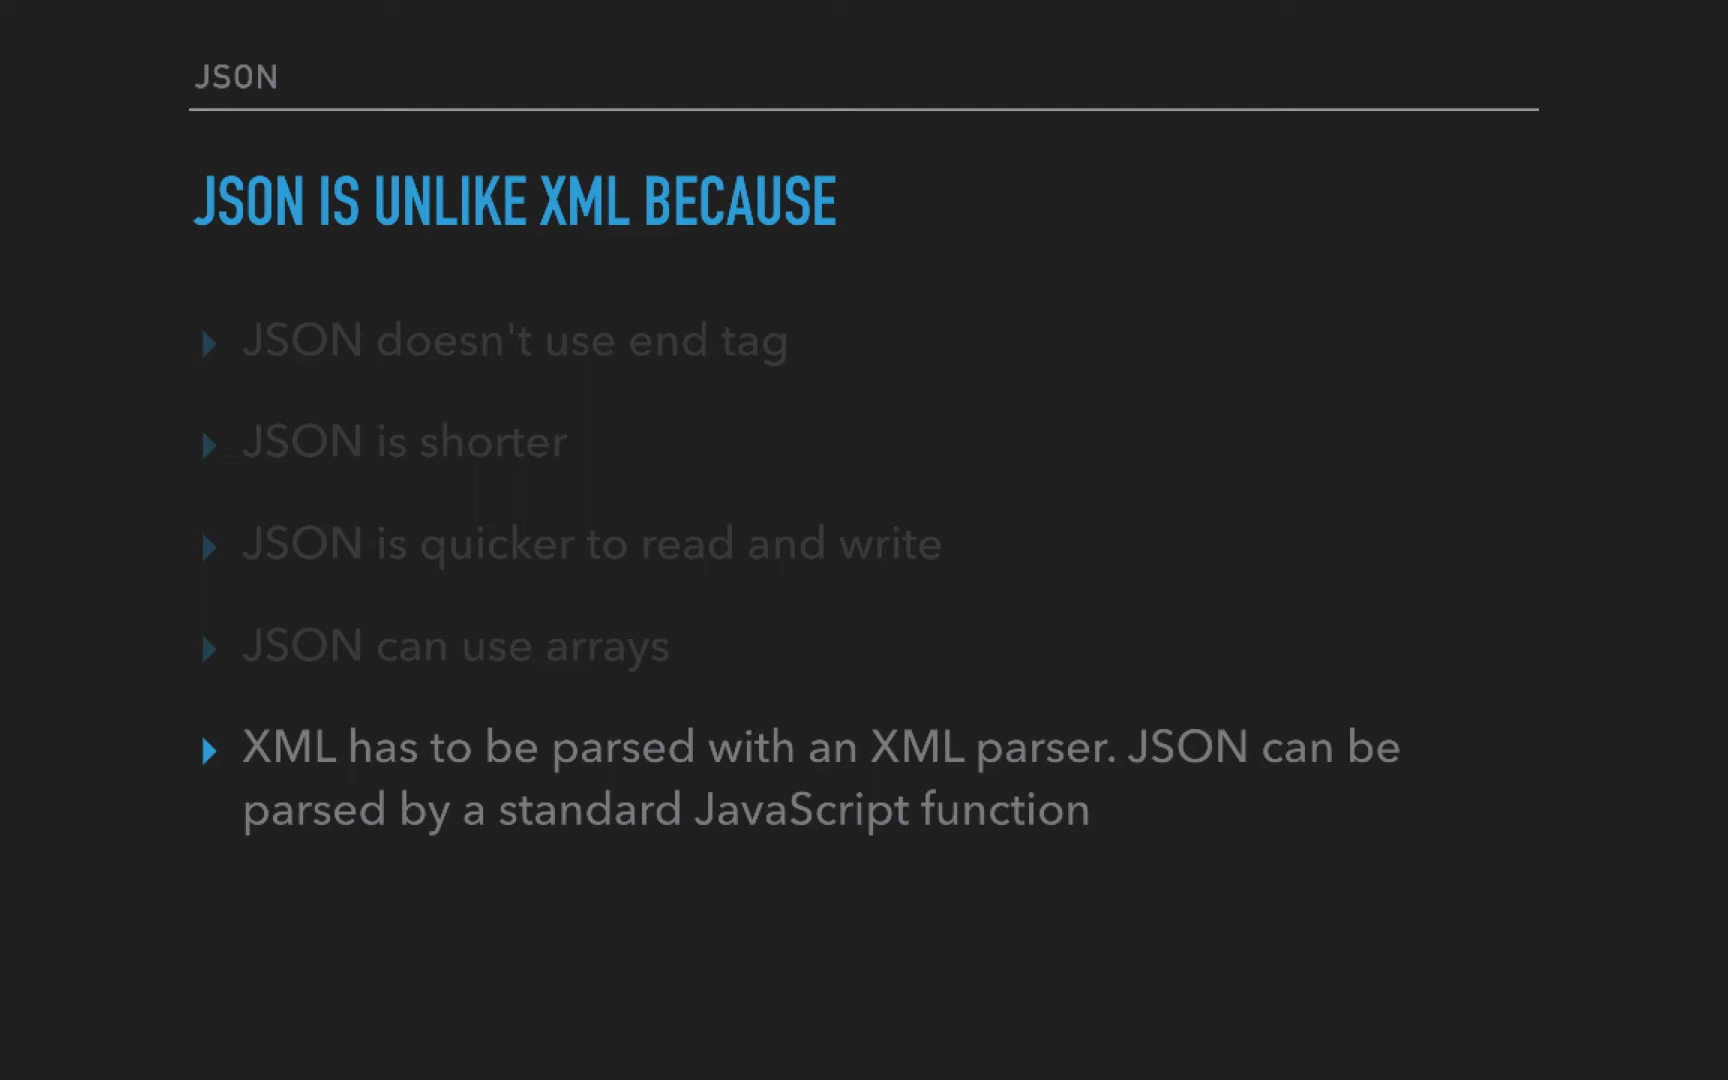 JSON
JSON IS UNLIKE XML BECAUSE
JSON doesn't use end tag
JSON is shorter
JSON is quicker to read and write
JSON can use arrays
XML has to be parsed with an XML parser. JSON can be
parsed by a standard JavaScript function